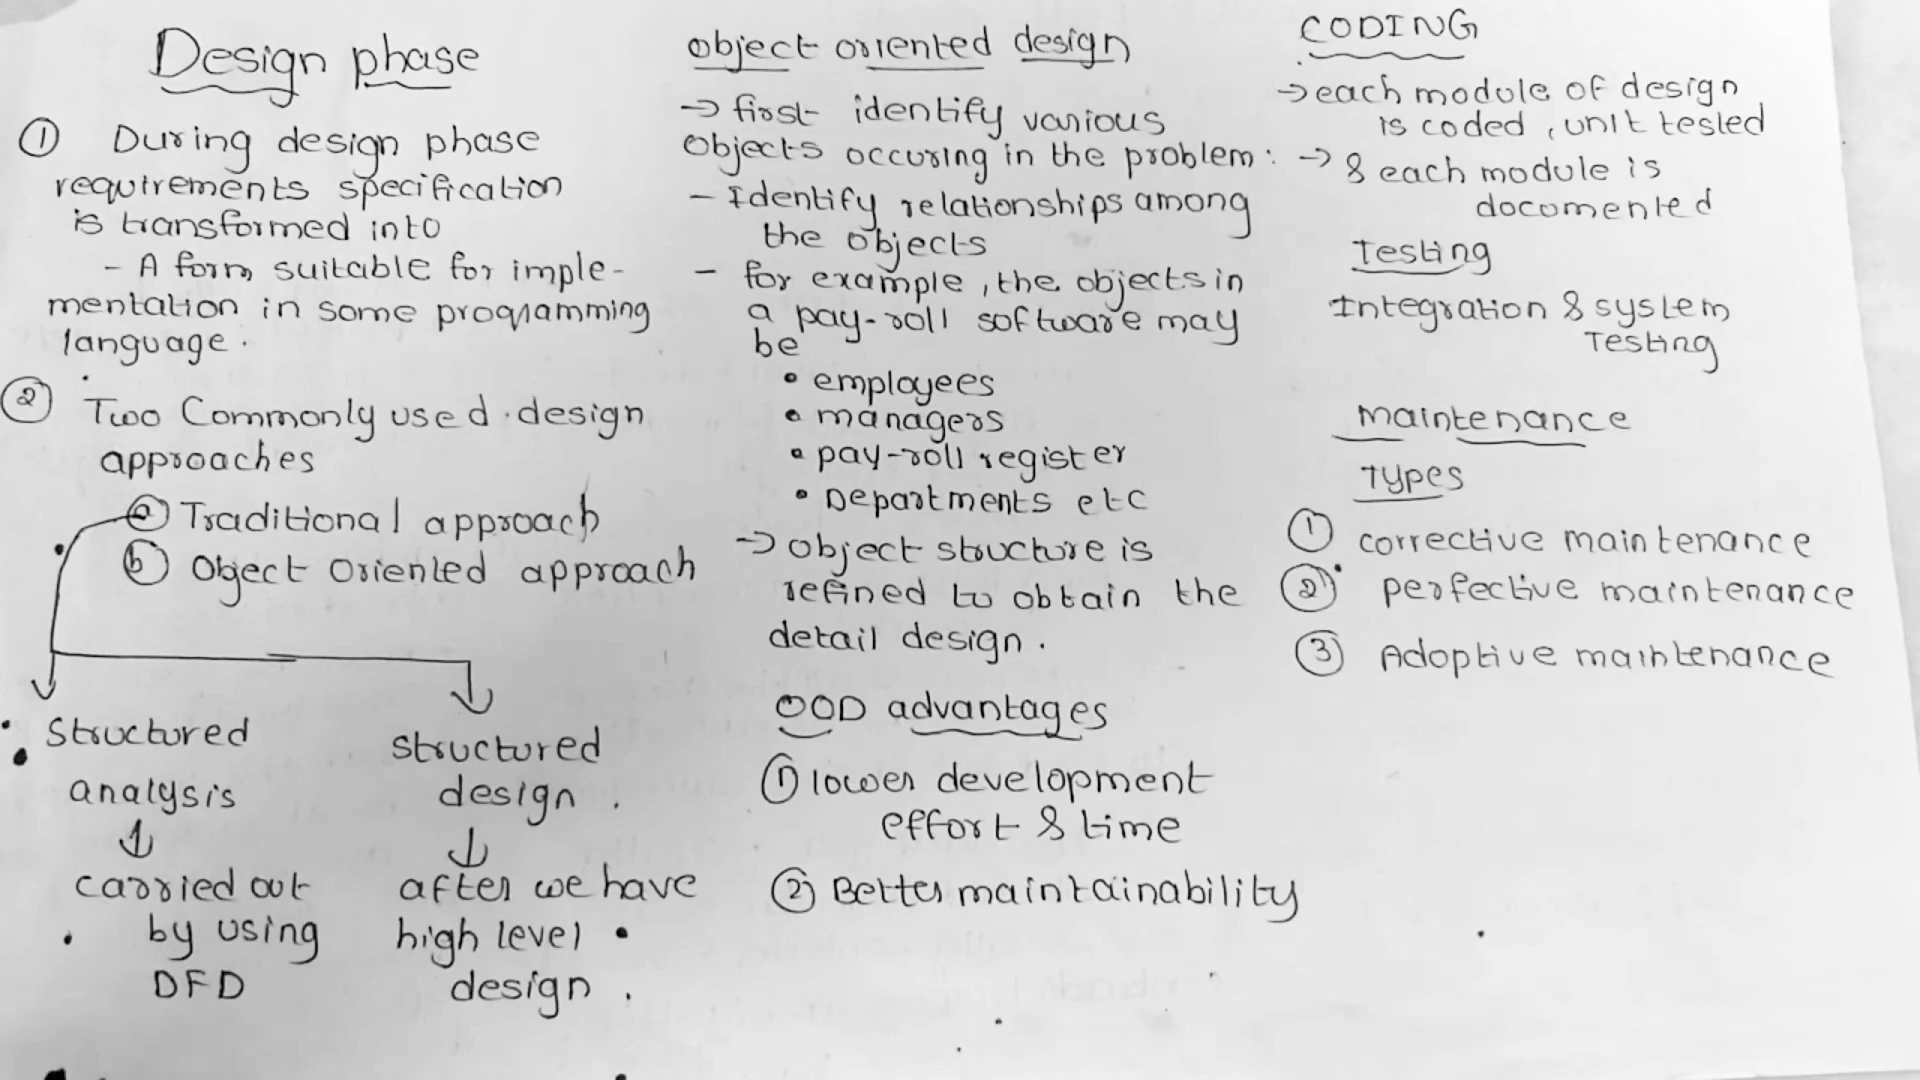 Design phase
① During design phase
requirements specification
is transformed into
- A form suitable for imple-
mentation in some programming
language.
② Two Commonly used design
approaches
ⓐ Traditional approach
ⓑ Object Oriented approach
Structured
analysis
↓
carried out
by using
DFD
structured
design.
↓
after we have
high level
design.
object oriented design
→ first identify various
objects occuring in the problem:
- Identify relationships among
the objects
- for example, the objects in
a pay-roll software may
be
• employees
• managers
• pay-roll register
• Departments etc
→ object structure is
refined to obtain the
detail design.
OOD advantages
① lower development
effort & time
② Better maintainability
CODING
→ each module of design
is coded, unit tested
→ & each module is
documented
Testing
Integration & system
Testing
maintenance
Types
① corrective maintenance
② perfective maintenance
③ Adoptive maintenance